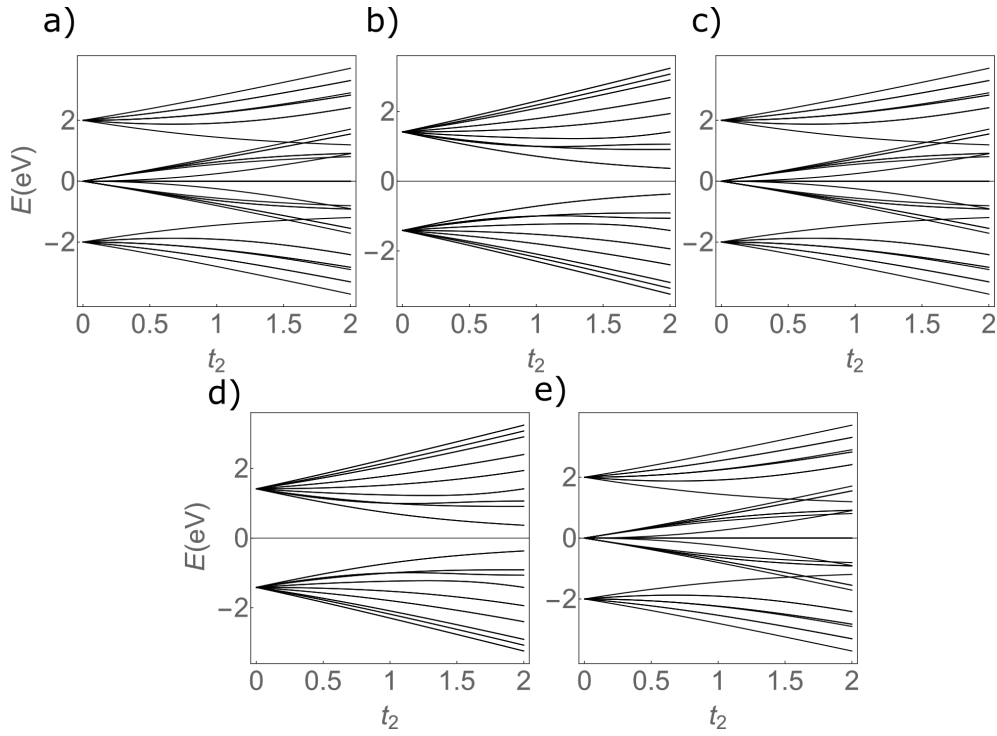 a) b) c)
E(eV)
2 2 2
0 0 0
−2 −2 −2
0 0.5 1 1.5 2 0 0.5 1 1.5 2 0 0.5 1 1.5 2
t2 t2 t2
d) e)
E(eV)
2 2
0 0
−2 −2
0 0.5 1 1.5 2 0 0.5 1 1.5 2
t2 t2